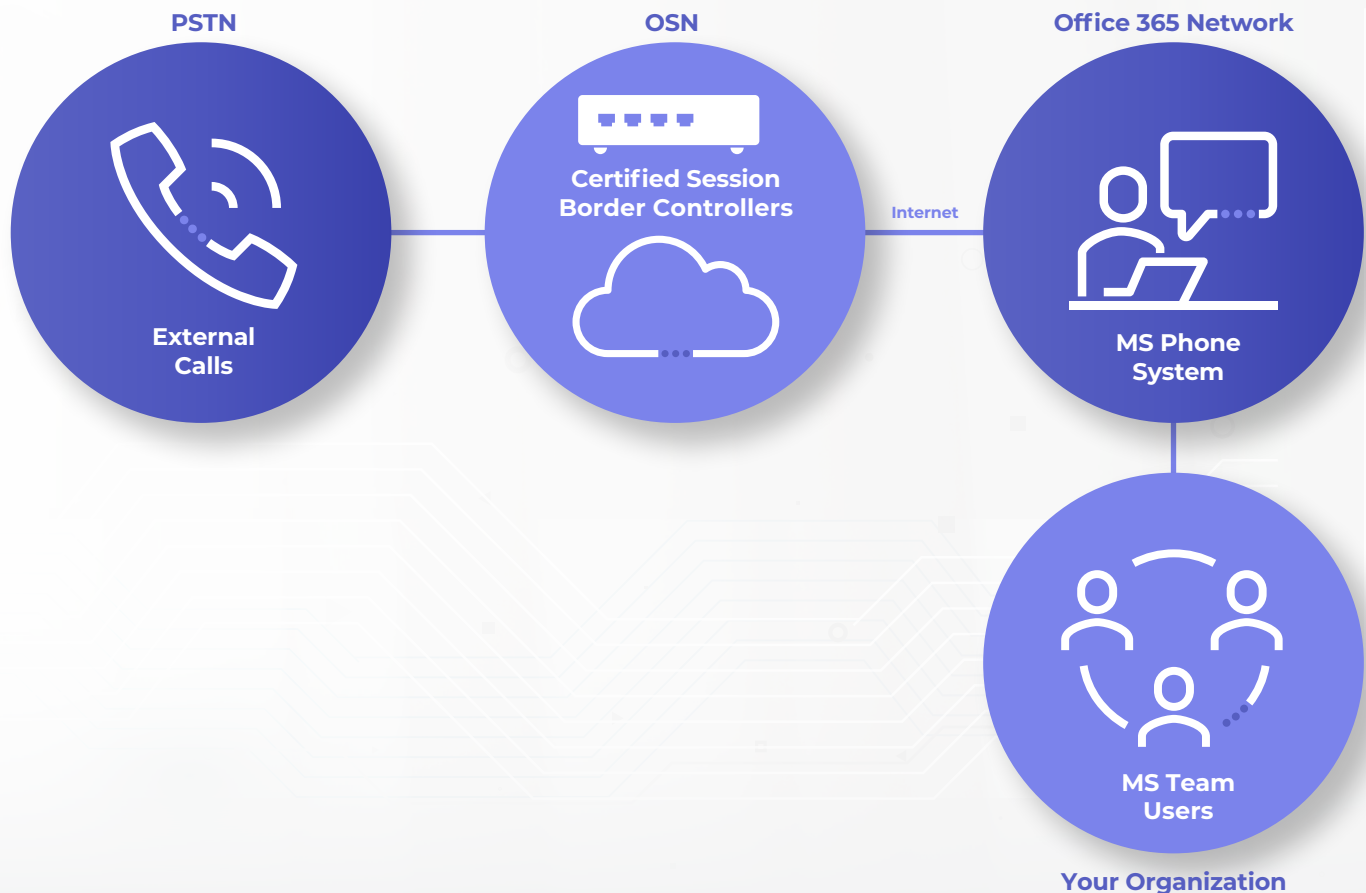 PSTN
OSN
Office 365 Network
External
Calls
Certified Session
Border Controllers
Internet
MS Phone
System
MS Team
Users
Your Organization